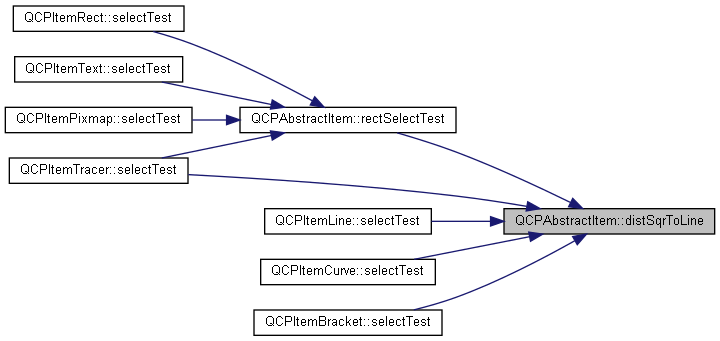 QCPItemRect::selectTest
QCPItemText::selectTest
QCPItemPixmap::selectTest
QCPAbstractItem::rectSelectTest
QCPItemTracer::selectTest
QCPItemLine::selectTest
QCPAbstractItem::distSqrToLine
QCPItemCurve::selectTest
QCPItemBracket::selectTest